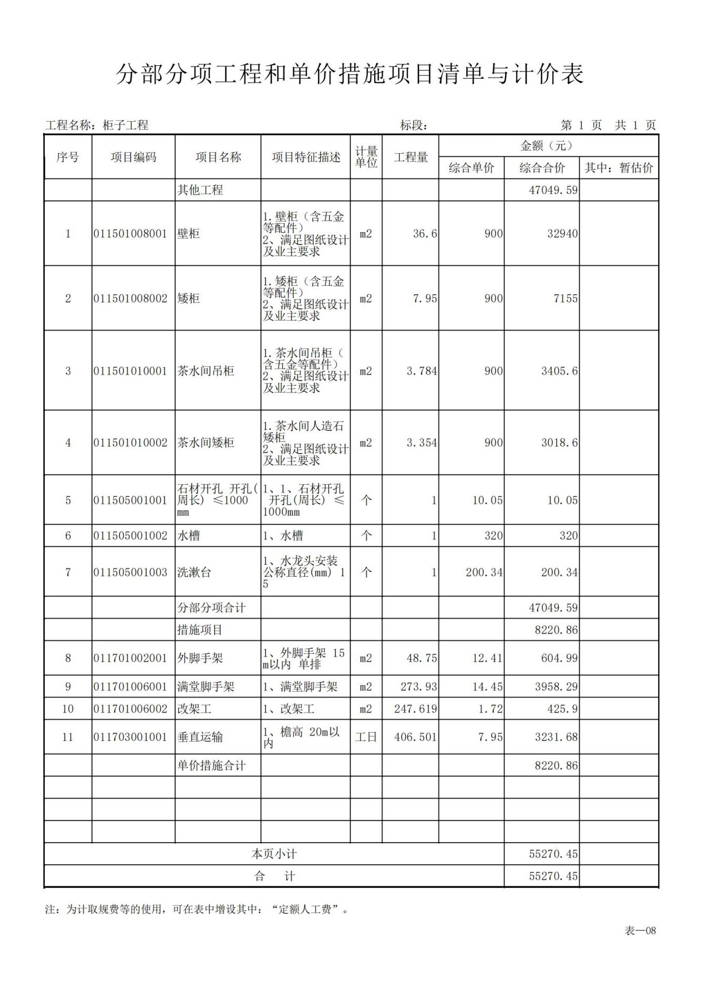 分部分项工程和单价措施项目清单与计价表
工程名称：柜子工程 标段： 第 1 页 共 1 页
序号 项目编码 项目名称 项目特征描述 计量单位 工程量 金额（元）
综合单价 综合合价 其中：暂估价
其他工程 47049.59
1 011501008001 壁柜 1.壁柜（含五金
等配件）
2、满足图纸设计
及业主要求 m2 36.6 900 32940
2 011501008002 矮柜 1.矮柜（含五金
等配件）
2、满足图纸设计
及业主要求 m2 7.95 900 7155
3 011501010001 茶水间吊柜 1.茶水间吊柜（
含五金等配件）
2、满足图纸设计
及业主要求 m2 3.784 900 3405.6
4 011501010002 茶水间矮柜 1.茶水间人造石
矮柜
2、满足图纸设计
及业主要求 m2 3.354 900 3018.6
5 011505001001 石材开孔 开孔(周长) ≤1000mm 1、1、石材开孔
开孔(周长) ≤
1000mm 个 1 10.05 10.05
6 011505001002 水槽 1、水槽 个 1 320 320
7 011505001003 洗漱台 1、水龙头安装
公称直径(mm) 1
5 个 1 200.34 200.34
分部分项合计 47049.59
措施项目 8220.86
8 011701002001 外脚手架 1、外脚手架 15
m以内 单排 m2 48.75 12.41 604.99
9 011701006001 满堂脚手架 1、满堂脚手架 m2 273.93 14.45 3958.29
10 011701006002 改架工 1、改架工 m2 247.619 1.72 425.9
11 011703001001 垂直运输 1、檐高 20m以
内 工日 406.501 7.95 3231.68
单价措施合计 8220.86
本页小计 55270.45
合 计 55270.45
注：为计取规费等的使用，可在表中增设其中：“定额人工费”。
表—08